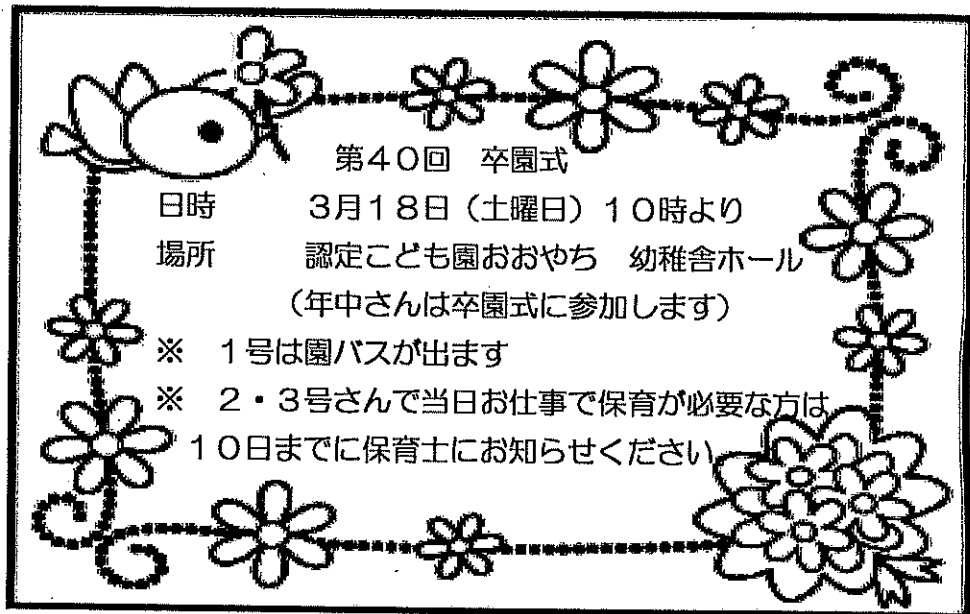 第40回　卒園式
日時　3月18日（土曜日）10時より
場所　認定こども園おおやち　幼稚舎ホール
（年中さんは卒園式に参加します）
※　1号は園バスが出ます
※　2・3号さんで当日お仕事で保育が必要な方は
10日までに保育士にお知らせください